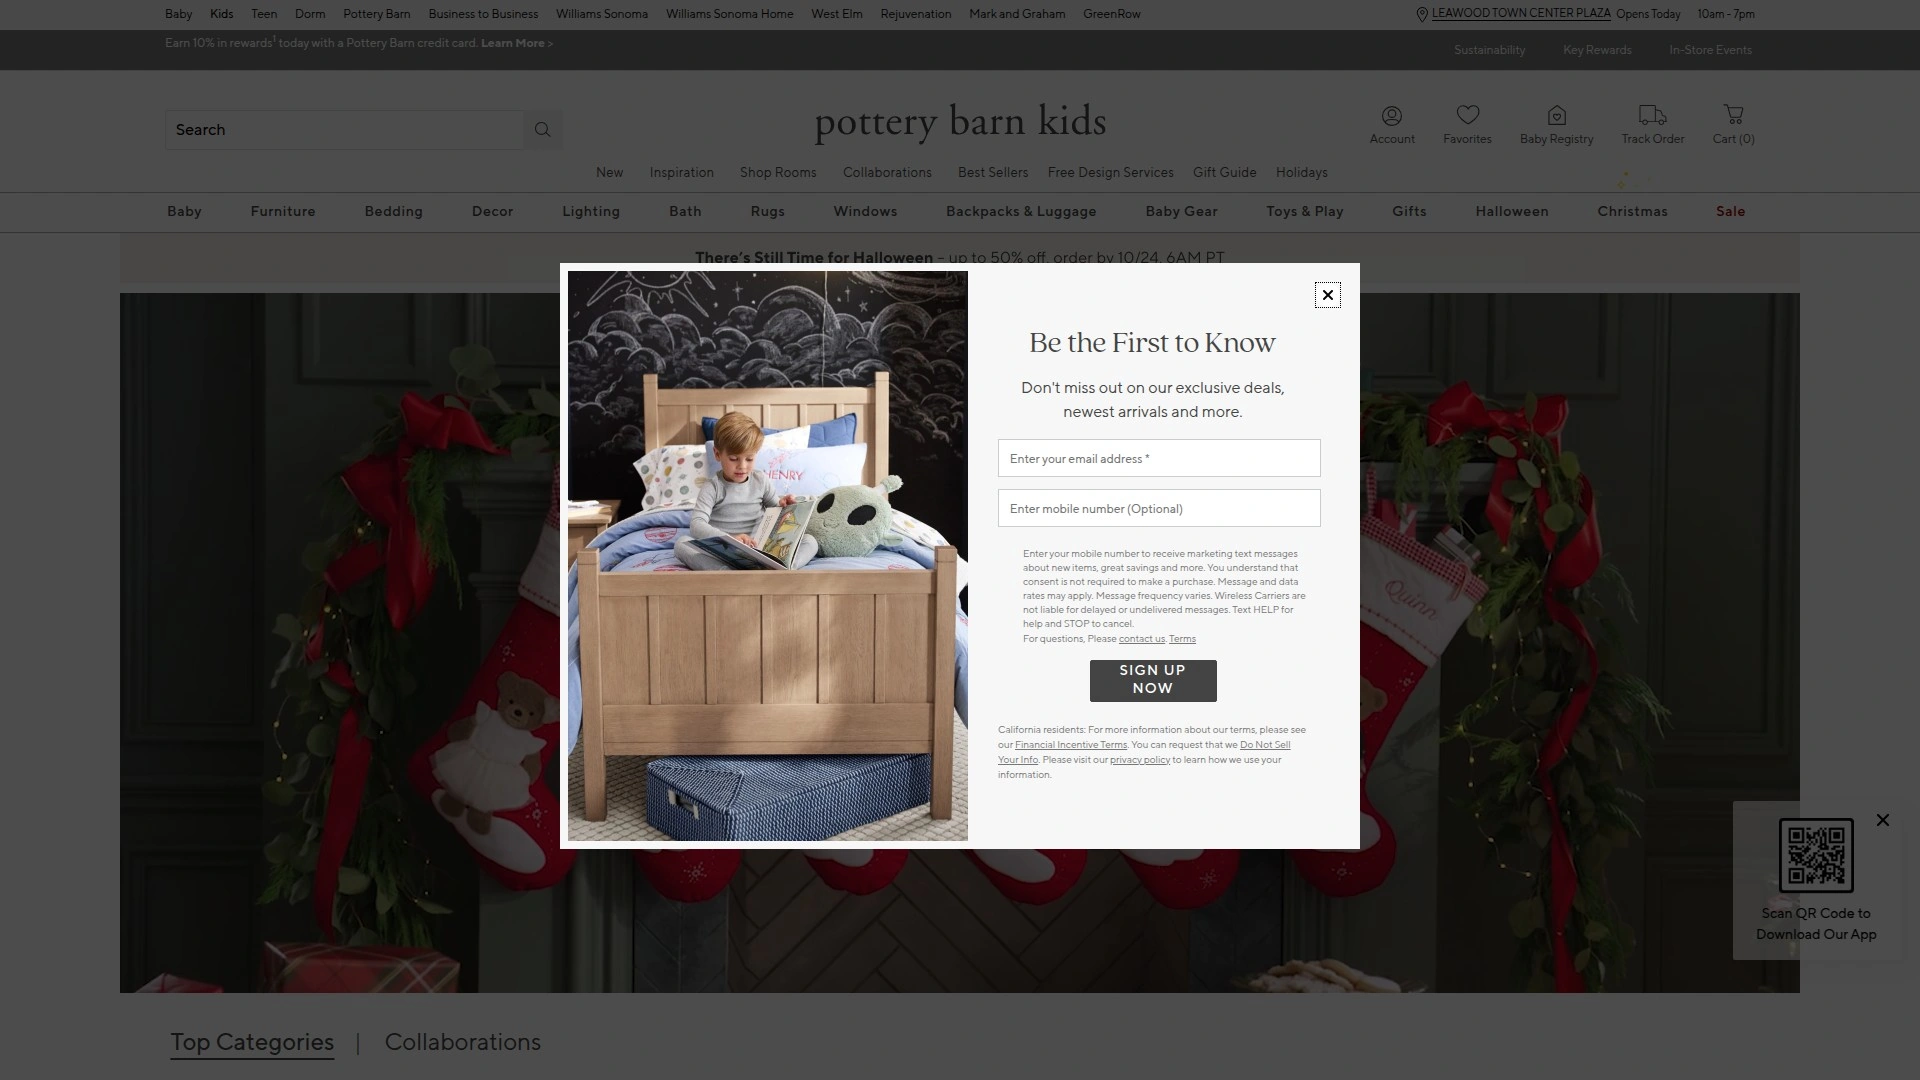 Baby Kids Teen Dorm Pottery Barn Business to Business Williams Sonoma Williams Sonoma Home West Elm Rejuvenation Mark and Graham GreenRow LEAWOOD TOWN CENTER PLAZA Opens Today 10am - 7pm
Earn 10% in rewards¹ today with a Pottery Barn credit card. Learn More >
Sustainability Key Rewards In-Store Events
Search
pottery barn kids
Account Favorites Baby Registry Track Order Cart (0)
New Inspiration Shop Rooms Collaborations Best Sellers Free Design Services Gift Guide Holidays
Baby Furniture Bedding Decor Lighting Bath Rugs Windows Backpacks & Luggage Baby Gear Toys & Play Gifts Halloween Christmas Sale
There's Still Time for Halloween – up to 50% off, order by 10/24, 6AM PT
Be the First to Know
Don't miss out on our exclusive deals,
newest arrivals and more.
Enter your email address *
Enter mobile number (Optional)
Enter your mobile number to receive marketing text messages
about new items, great savings and more. You understand that
consent is not required to make a purchase. Message and data
rates may apply. Message frequency varies. Wireless Carriers are
not liable for delayed or undelivered messages. Text HELP for
help and STOP to cancel.
For questions, Please contact us. Terms
SIGN UP
NOW
California residents: For more information about our terms, please see
our Financial Incentive Terms. You can request that we Do Not Sell
Your Info. Please visit our privacy policy to learn how we use your
information.
HENRY
Quinn
Scan QR Code to
Download Our App
Top Categories | Collaborations